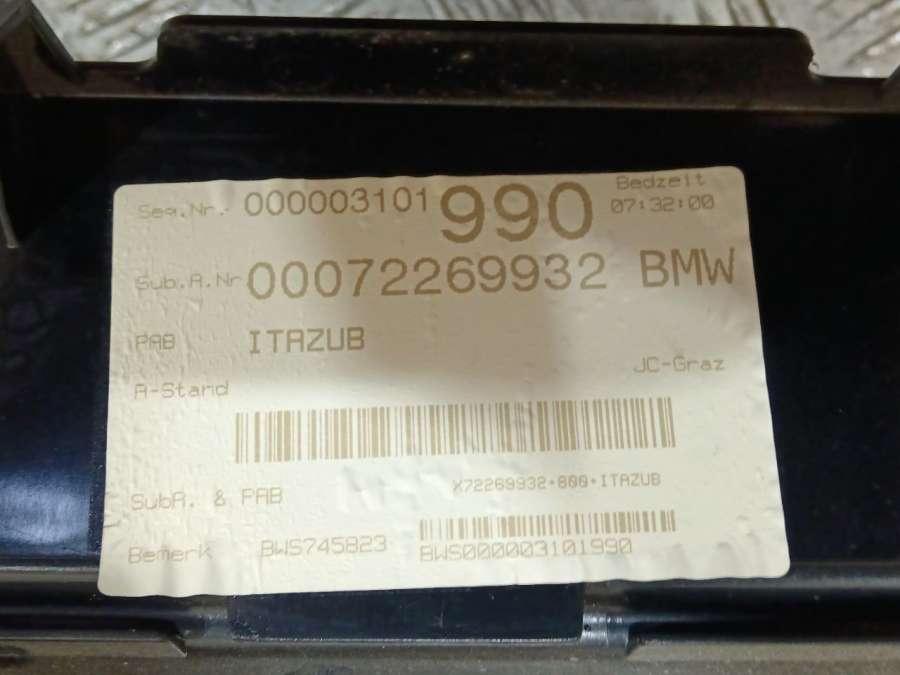 Seq.Nr. 000003101 990 Bedzeit
07:32:00
Sub.A.Nr 00072269932 BMW
PAB ITAZUB
A-Stand JC-Graz
SubA. & PAB X72269932+800+ITAZUB
Bemerk BWS745823 BWS000003101990